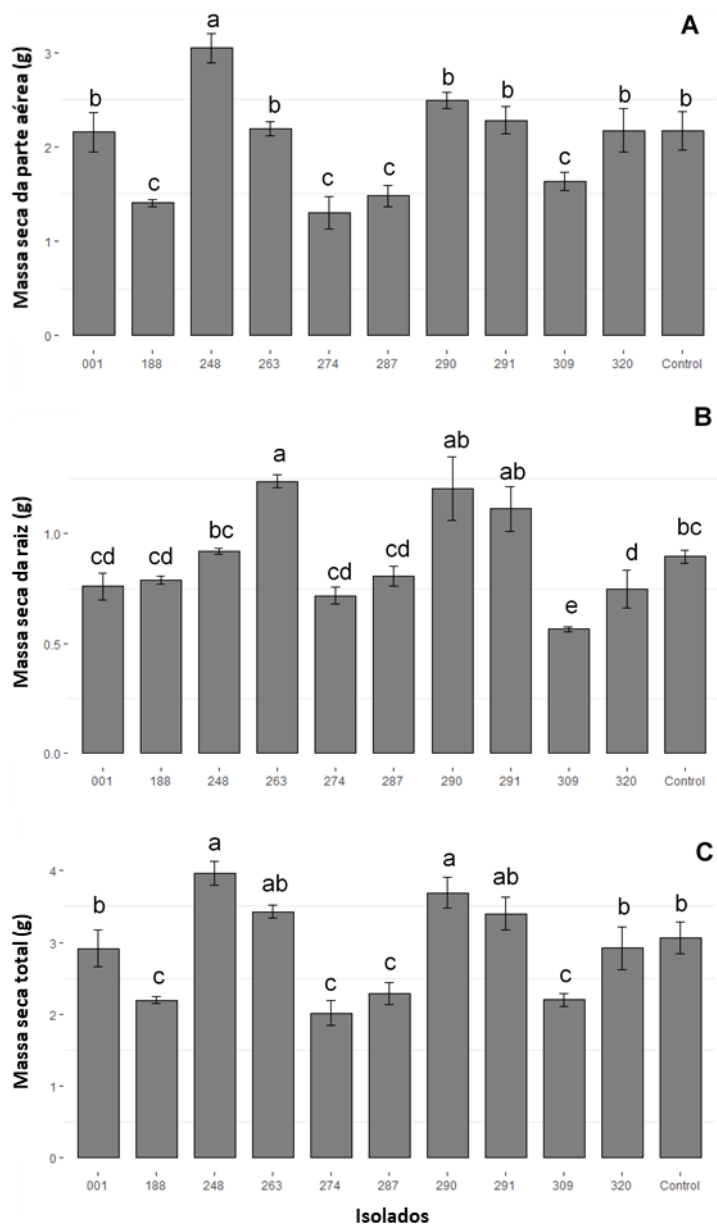 A
Massa seca da parte aérea (g)
3
2
1
0
a
b
c
b
c
c
b
b
c
b
b
001 188 248 263 274 287 290 291 309 320 Control
B
Massa seca da raiz (g)
1.0
0.5
0.0
cd
cd
bc
a
cd
cd
ab
ab
e
d
bc
001 188 248 263 274 287 290 291 309 320 Control
C
Massa seca total (g)
4
3
2
1
0
b
c
a
ab
c
c
a
ab
c
b
b
001 188 248 263 274 287 290 291 309 320 Control
Isolados